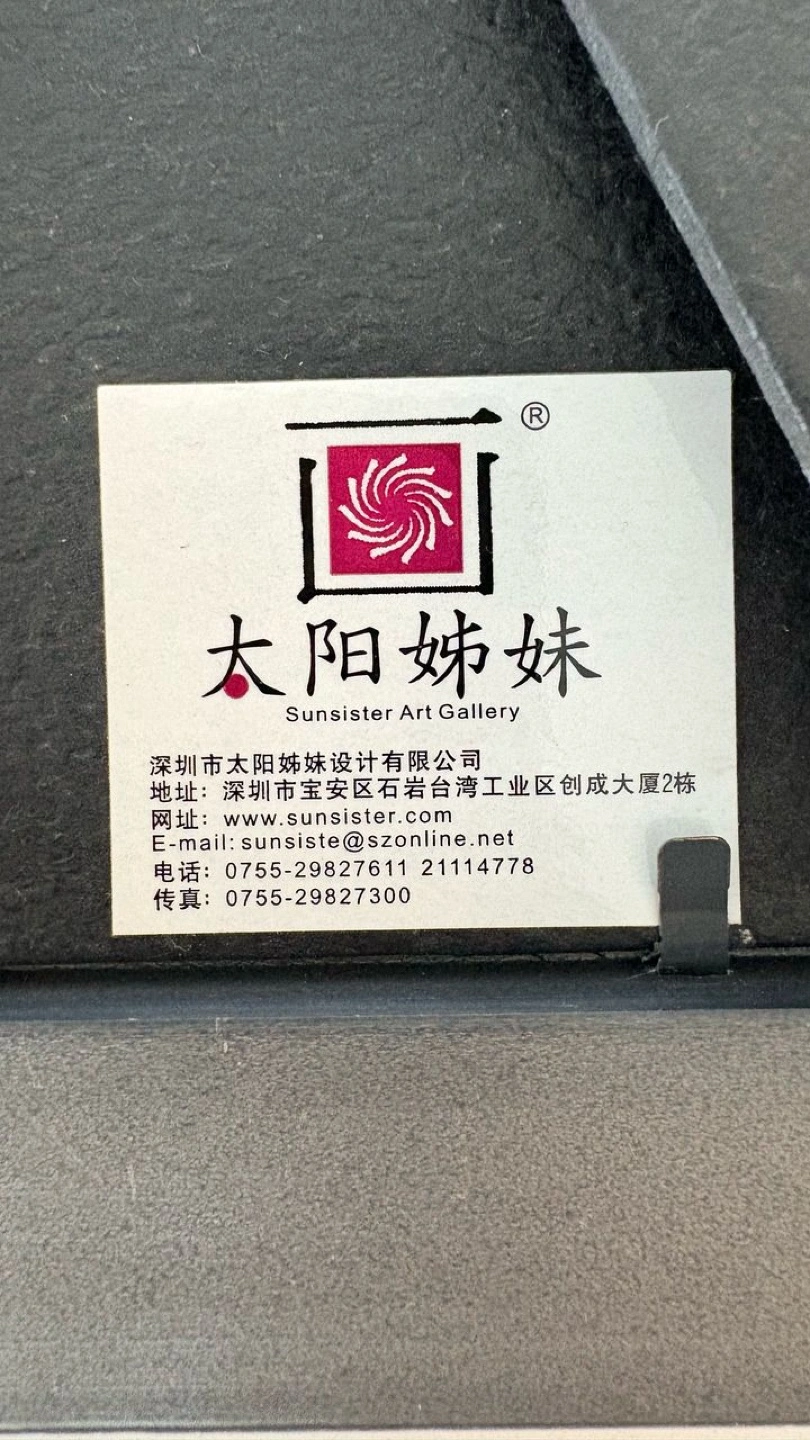 ®
太阳姊妹
Sunsister Art Gallery
深圳市太阳姊妹设计有限公司
地址：深圳市宝安区石岩台湾工业区创成大厦2栋
网址：www.sunsister.com
E-mail:sunsiste@szonline.net
电话：0755-29827611 21114778
传真：0755-29827300